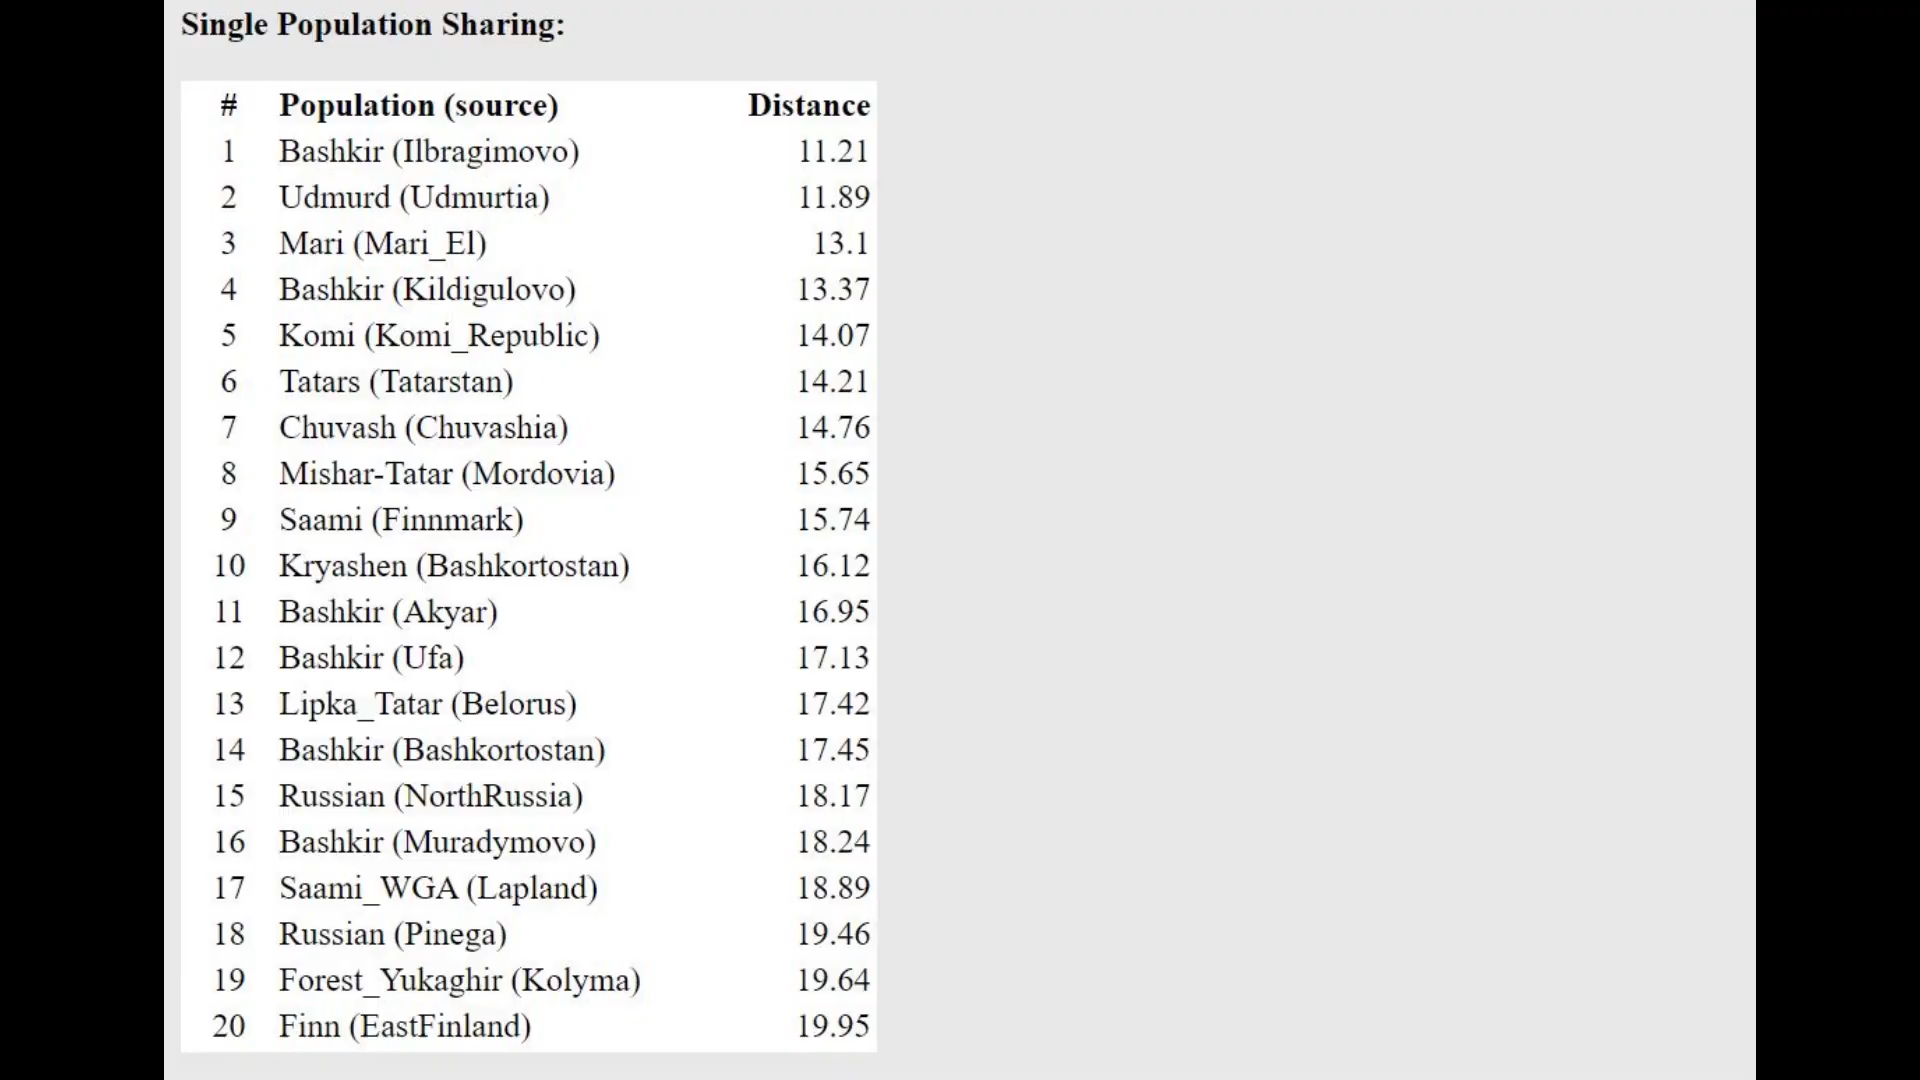 Single Population Sharing:
# Population (source) Distance
1 Bashkir (Ilbragimovo) 11.21
2 Udmurd (Udmurtia) 11.89
3 Mari (Mari_El) 13.1
4 Bashkir (Kildigulovo) 13.37
5 Komi (Komi_Republic) 14.07
6 Tatars (Tatarstan) 14.21
7 Chuvash (Chuvashia) 14.76
8 Mishar-Tatar (Mordovia) 15.65
9 Saami (Finnmark) 15.74
10 Kryashen (Bashkortostan) 16.12
11 Bashkir (Akyar) 16.95
12 Bashkir (Ufa) 17.13
13 Lipka_Tatar (Belorus) 17.42
14 Bashkir (Bashkortostan) 17.45
15 Russian (NorthRussia) 18.17
16 Bashkir (Muradymovo) 18.24
17 Saami_WGA (Lapland) 18.89
18 Russian (Pinega) 19.46
19 Forest_Yukaghir (Kolyma) 19.64
20 Finn (EastFinland) 19.95